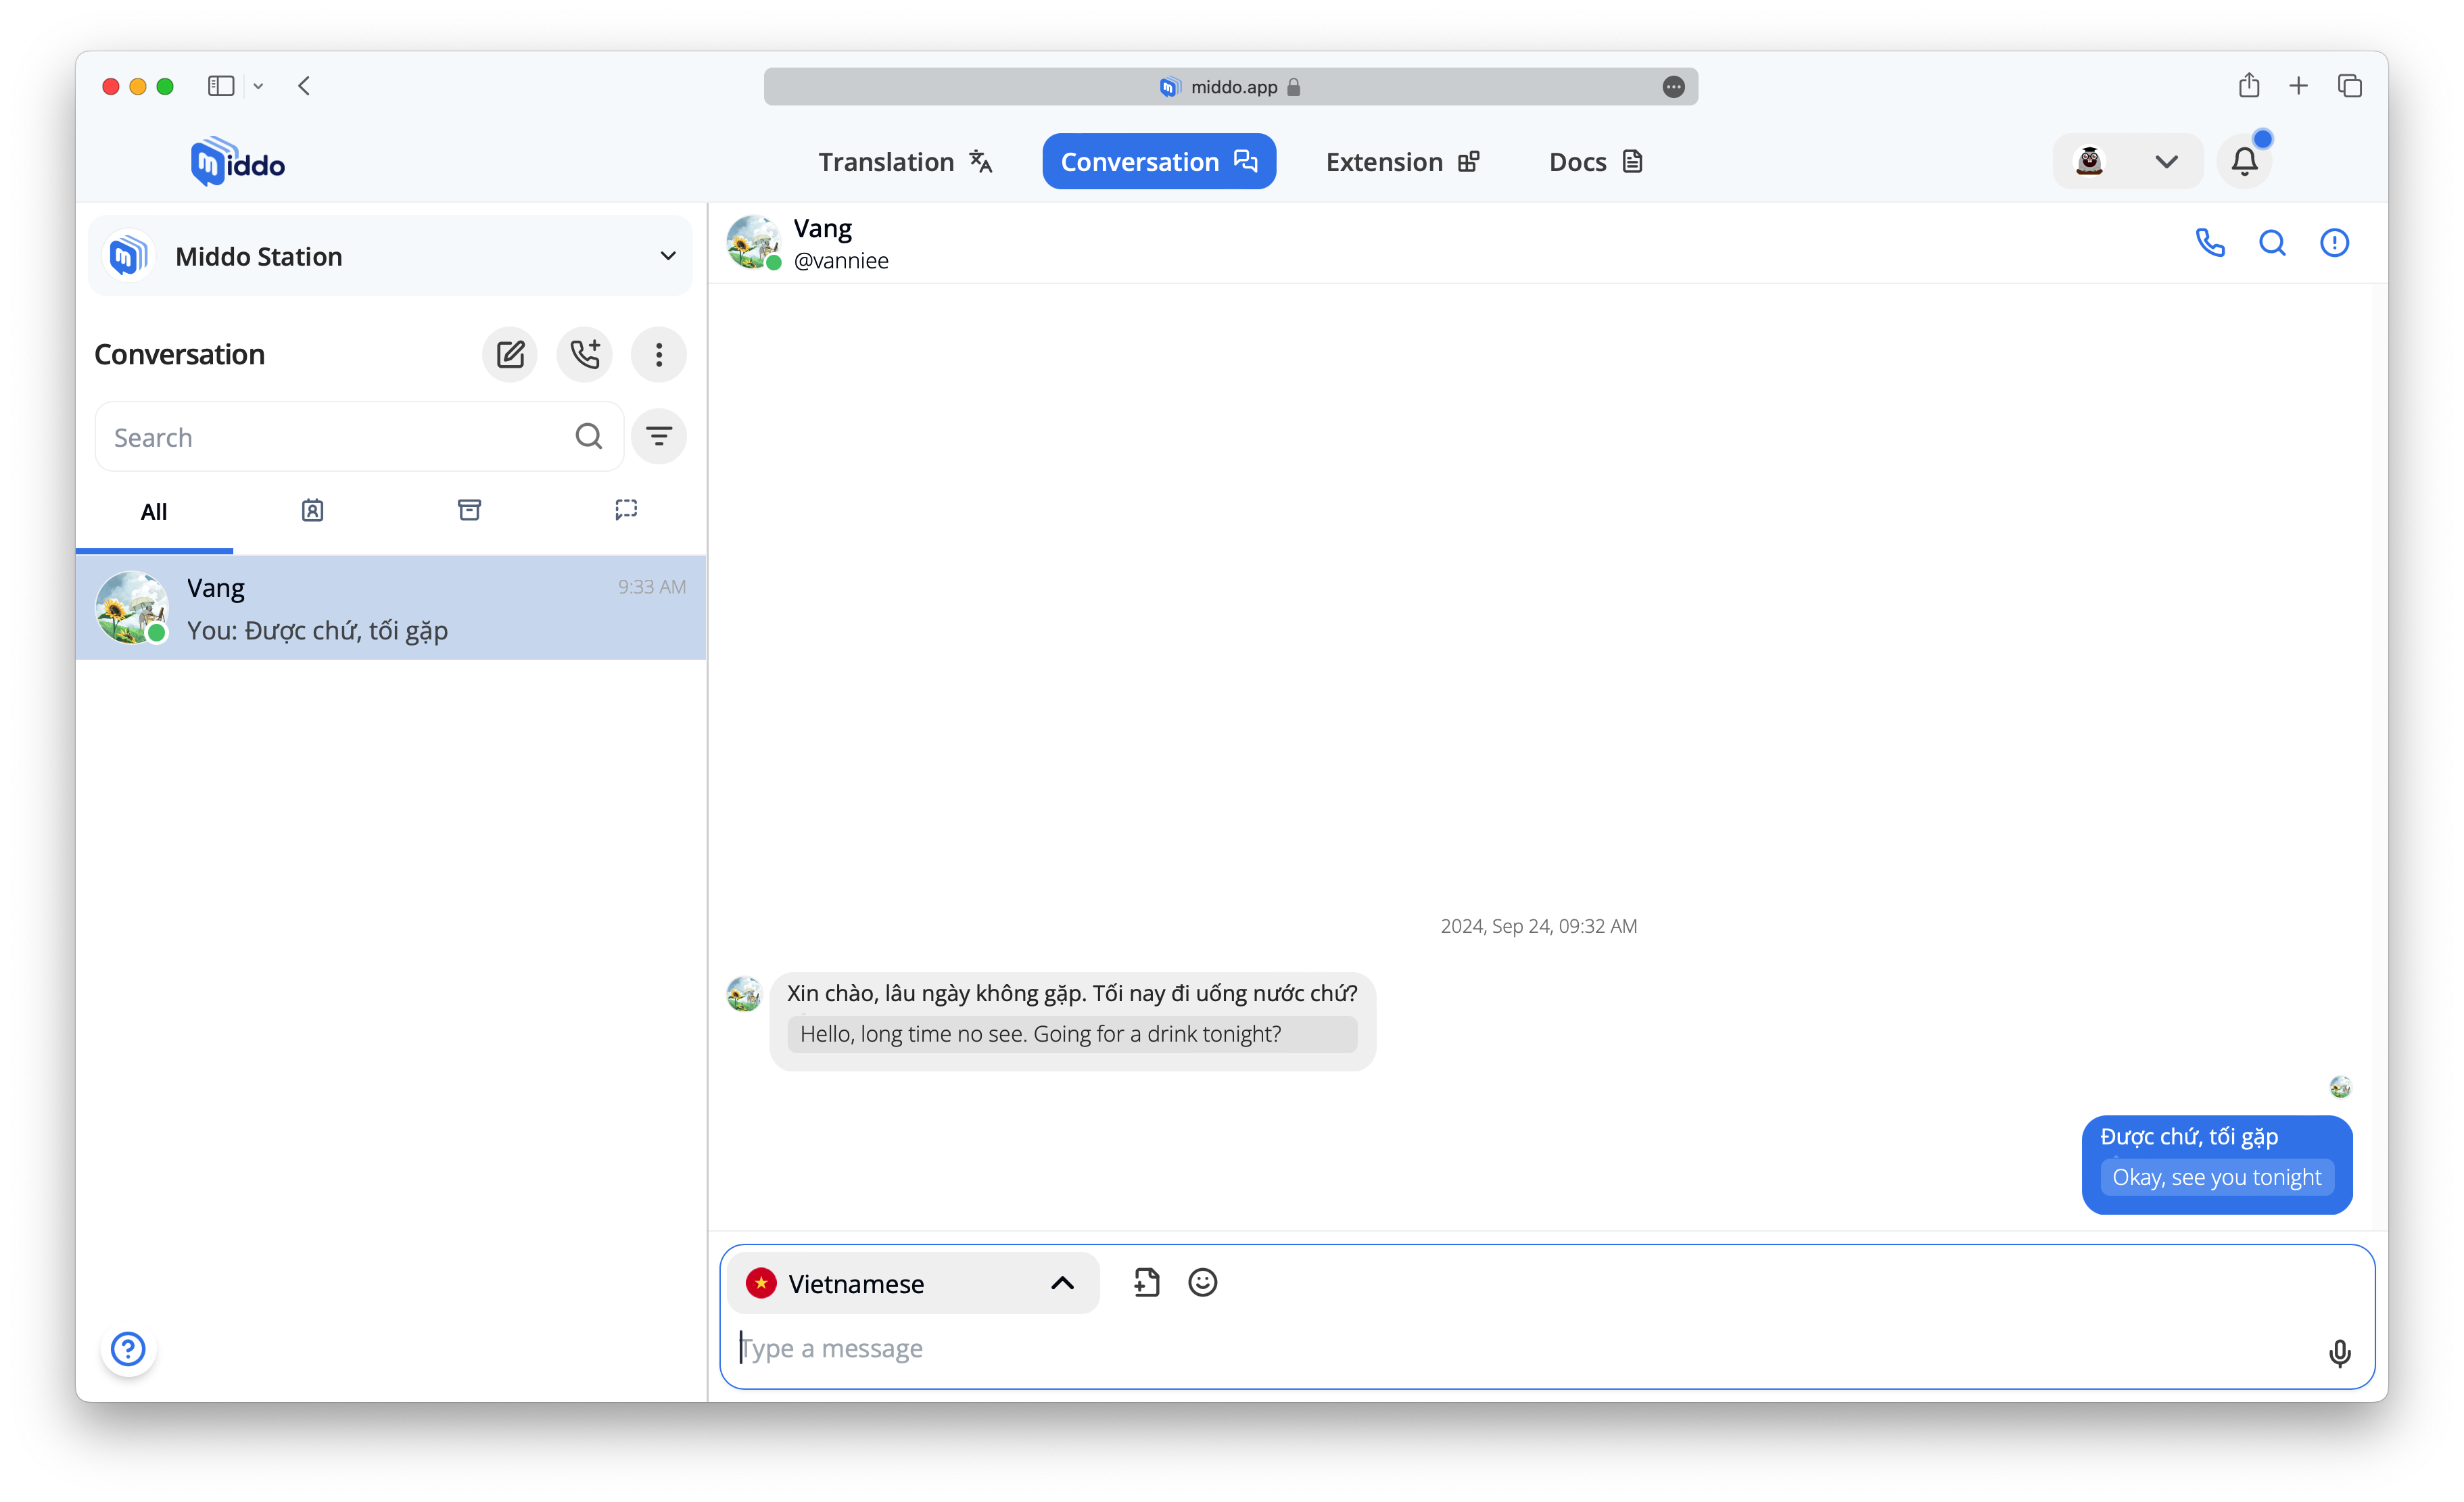 middo.app
middo
Translation
Conversation
Extension
Docs
Middo Station
Vang
@vanniee
Conversation
Search
All
Vang
9:33 AM
You: Được chứ, tối gặp
2024, Sep 24, 09:32 AM
Xin chào, lâu ngày không gặp. Tối nay đi uống nước chứ?
Hello, long time no see. Going for a drink tonight?
Được chứ, tối gặp
Okay, see you tonight
Vietnamese
Type a message